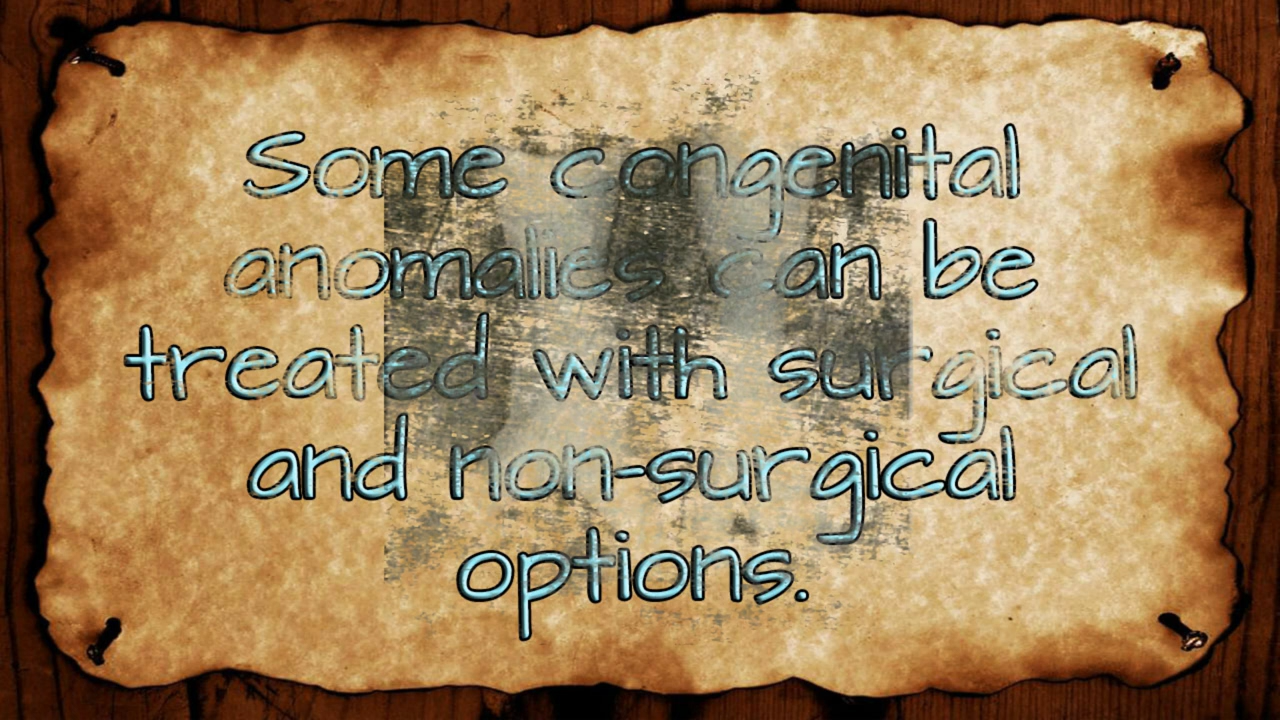 Some congenital
anomalies can be
treated with surgical
and non-surgical
options.